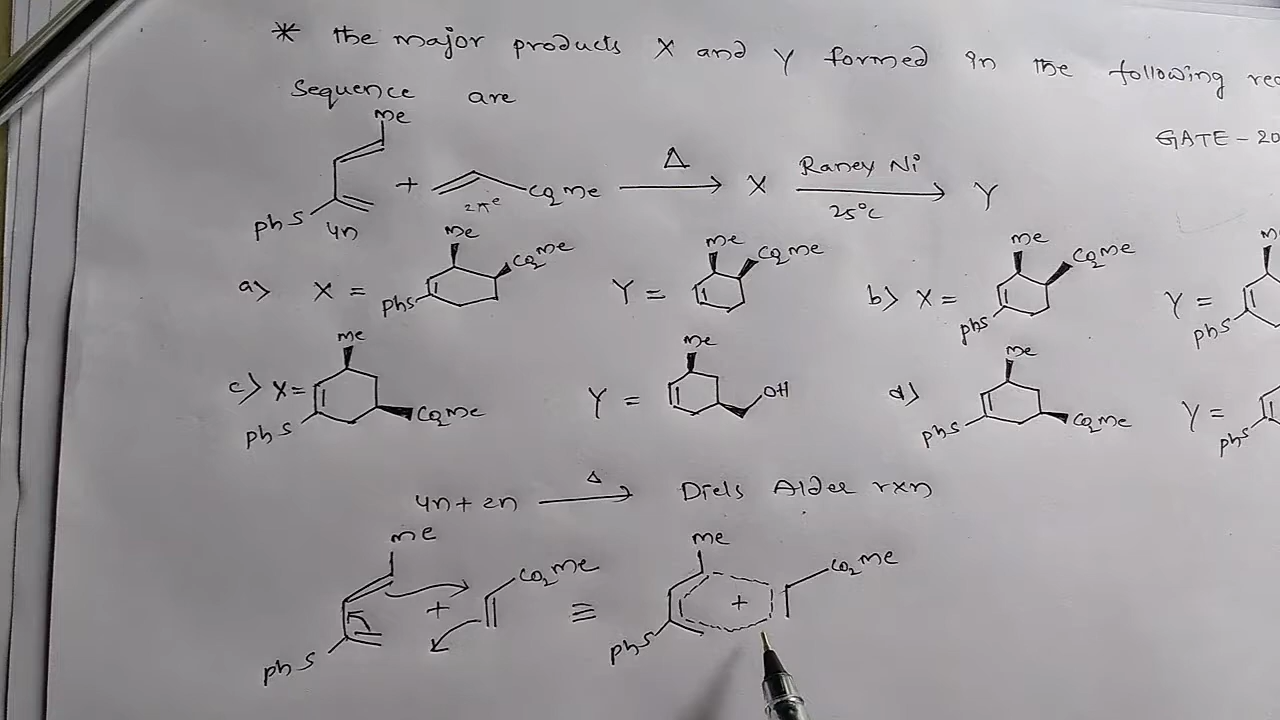 * the major products X and Y formed in the following
Sequence are
GATE-20
Me
PhS 4π + 2πe CO2Me Δ X Raney Ni 25°C Y
Me CO2Me Me CO2Me Me CO2Me
a) X = PhS Y = b) X = PhS Y = PhS
Me Me Me
c) X= PhS CO2Me Y = OH d) PhS CO2Me Y = PhS
4π + 2π Δ Diels Alder rxn
Me CO2Me Me CO2Me
PhS + ≡ PhS +